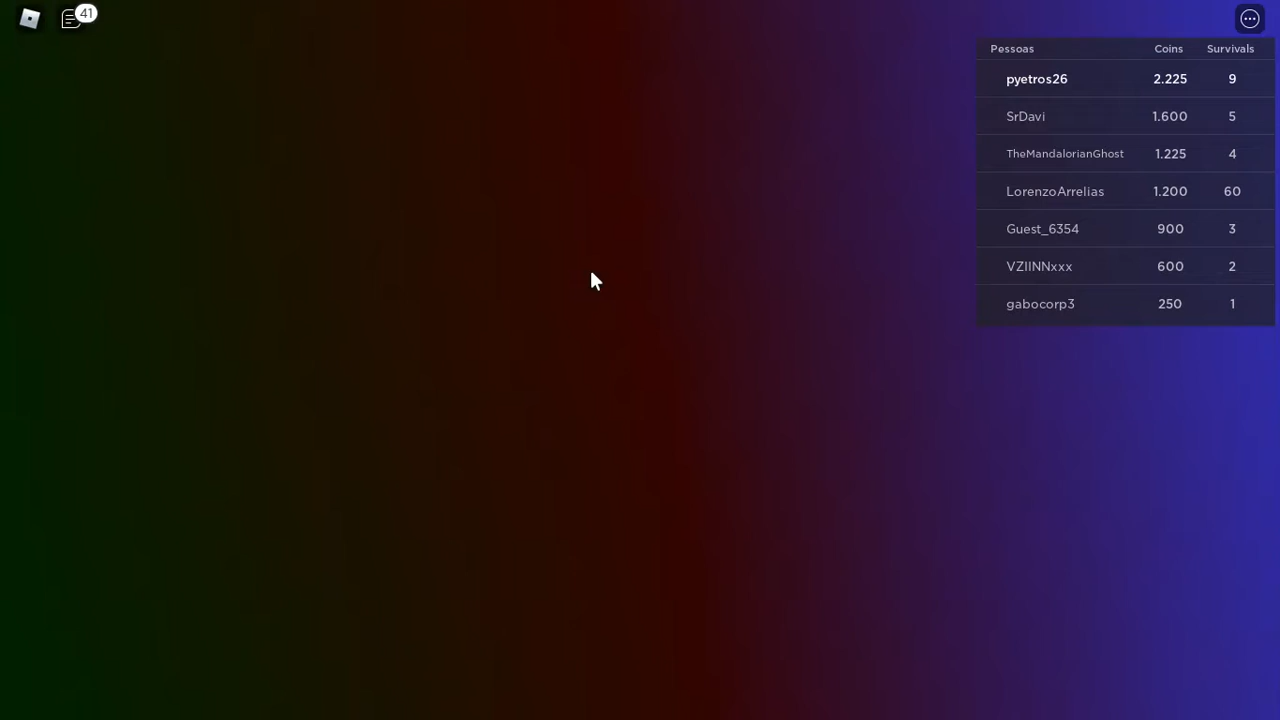 41
Pessoas Coins Survivals
pyetros26 2.225 9
SrDavi 1.600 5
TheMandalorianGhost 1.225 4
LorenzoArrelias 1.200 60
Guest_6354 900 3
VZIINNxxx 600 2
gabocorp3 250 1